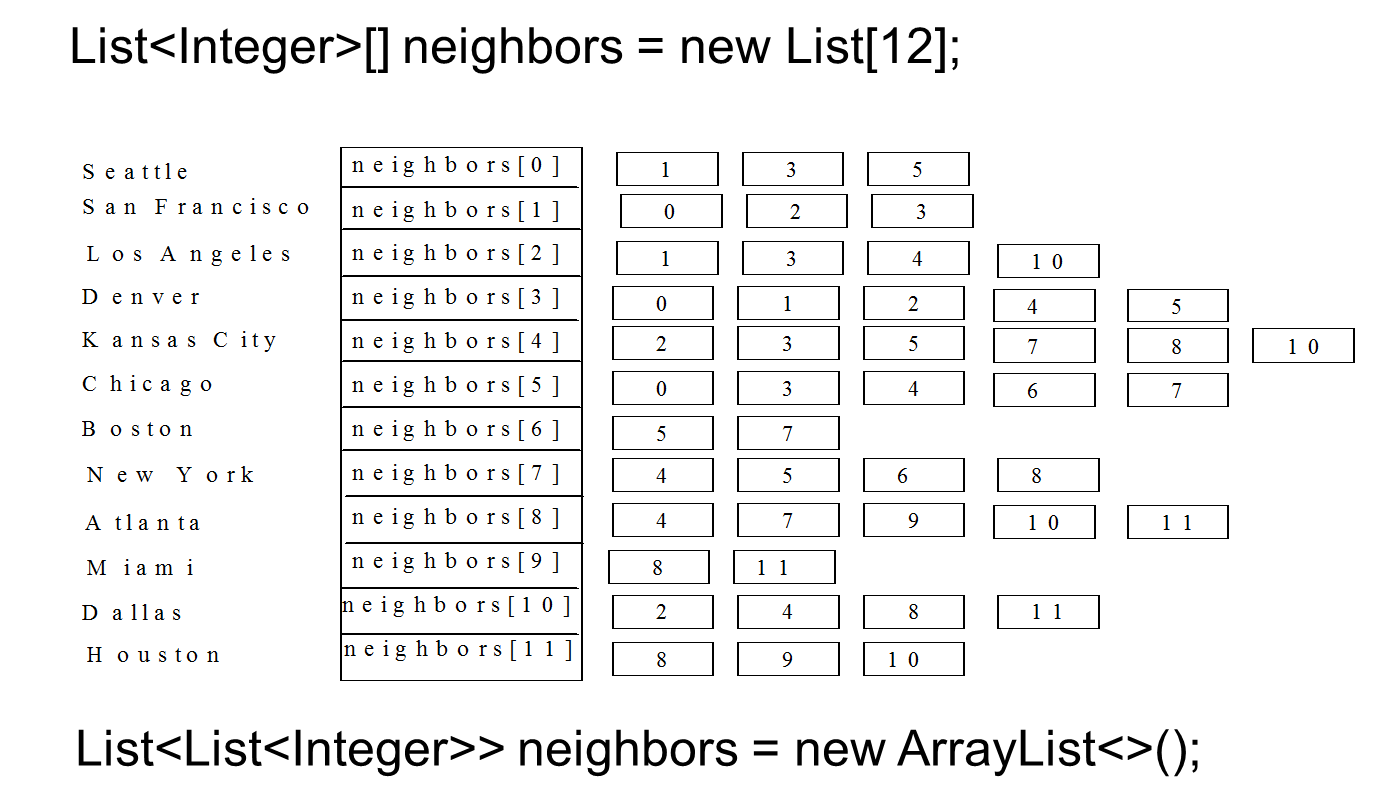 List<Integer>[] neighbors = new List[12];
Seattle neighbors[0] 1 3 5
San Francisco neighbors[1] 0 2 3
Los Angeles neighbors[2] 1 3 4 10
Denver neighbors[3] 0 1 2 4 5
Kansas City neighbors[4] 2 3 5 7 8 10
Chicago neighbors[5] 0 3 4 6 7
Boston neighbors[6] 5 7
New York neighbors[7] 4 5 6 8
Atlanta neighbors[8] 4 7 9 10 11
Miami neighbors[9] 8 11
Dallas neighbors[10] 2 4 8 11
Houston neighbors[11] 8 9 10
List<List<Integer>> neighbors = new ArrayList<>();